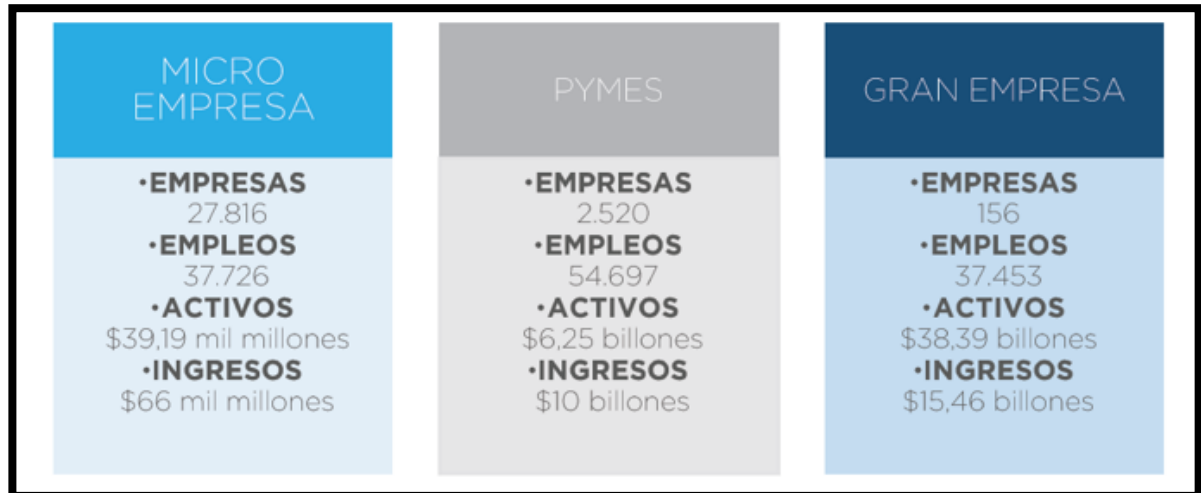 MICRO
EMPRESA
•EMPRESAS
27.816
•EMPLEOS
37.726
•ACTIVOS
$39,19 mil millones
•INGRESOS
$66 mil millones
PYMES
•EMPRESAS
2.520
•EMPLEOS
54.697
•ACTIVOS
$6,25 billones
•INGRESOS
$10 billones
GRAN EMPRESA
•EMPRESAS
156
•EMPLEOS
37.453
•ACTIVOS
$38,39 billones
•INGRESOS
$15,46 billones